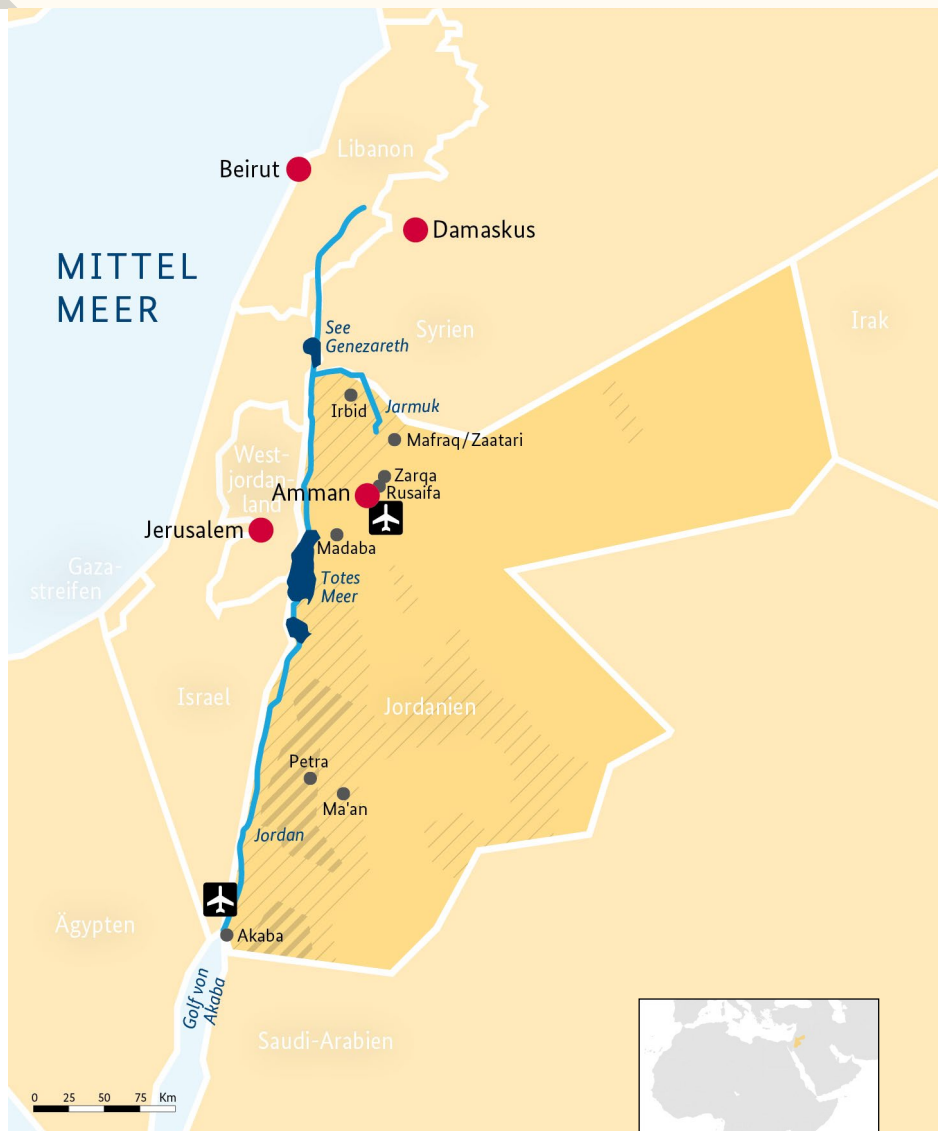 Libanon
Beirut
Damaskus
MITTEL
MEER
See
Genezareth
Syrien
Irak
Jarmuk
Irbid
Mafraq/Zaatari
West-
jordan-
land
Zarqa
Amman
Rusaifa
Jerusalem
Madaba
Gaza-
streifen
Totes
Meer
Israel
Jordanien
Petra
Ma'an
Jordan
Ägypten
Akaba
Golf von
Akaba
Saudi-Arabien
0 25 50 75 Km